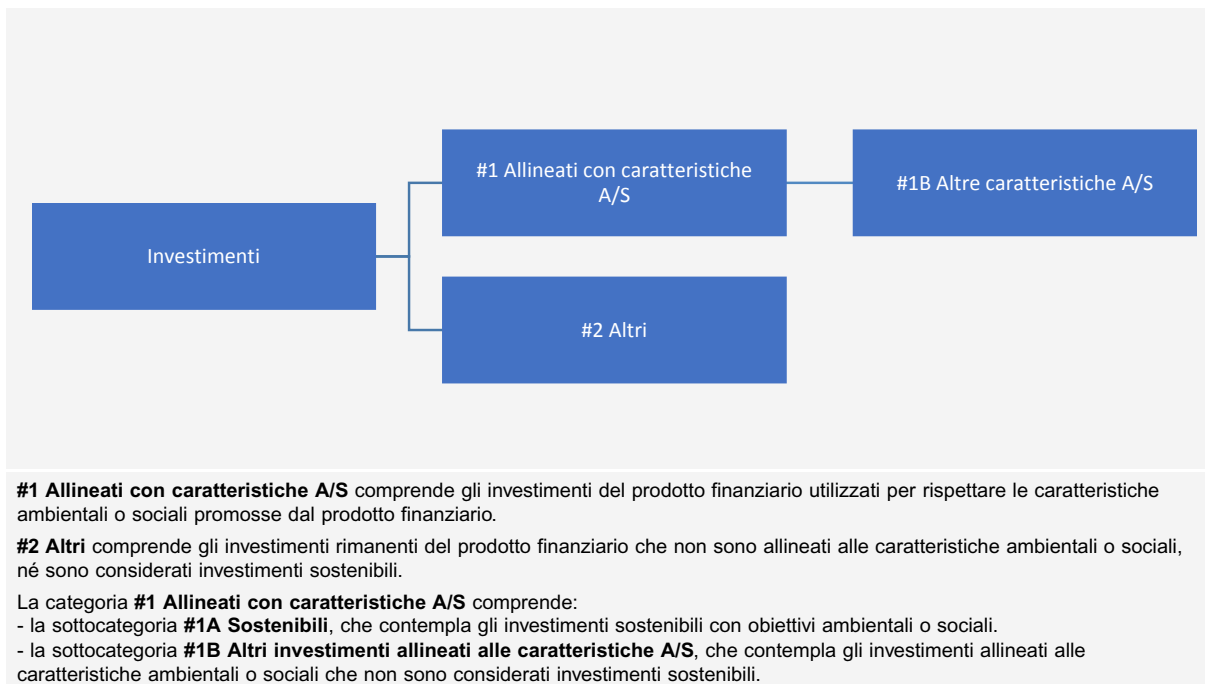 #1 Allineati con caratteristiche
A/S
#1B Altre caratteristiche A/S
Investimenti
#2 Altri
#1 Allineati con caratteristiche A/S comprende gli investimenti del prodotto finanziario utilizzati per rispettare le caratteristiche
ambientali o sociali promosse dal prodotto finanziario.
#2 Altri comprende gli investimenti rimanenti del prodotto finanziario che non sono allineati alle caratteristiche ambientali o sociali,
né sono considerati investimenti sostenibili.
La categoria #1 Allineati con caratteristiche A/S comprende:
- la sottocategoria #1A Sostenibili, che contempla gli investimenti sostenibili con obiettivi ambientali o sociali.
- la sottocategoria #1B Altri investimenti allineati alle caratteristiche A/S, che contempla gli investimenti allineati alle
caratteristiche ambientali o sociali che non sono considerati investimenti sostenibili.